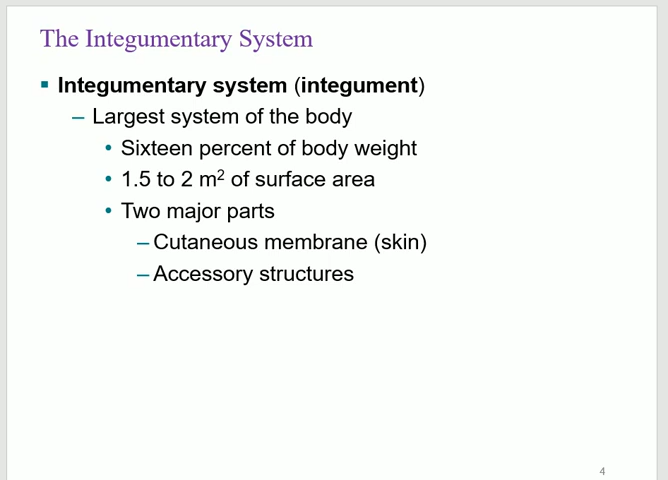 The Integumentary System
▪ Integumentary system (integument)
– Largest system of the body
• Sixteen percent of body weight
• 1.5 to 2 m² of surface area
• Two major parts
– Cutaneous membrane (skin)
– Accessory structures
4